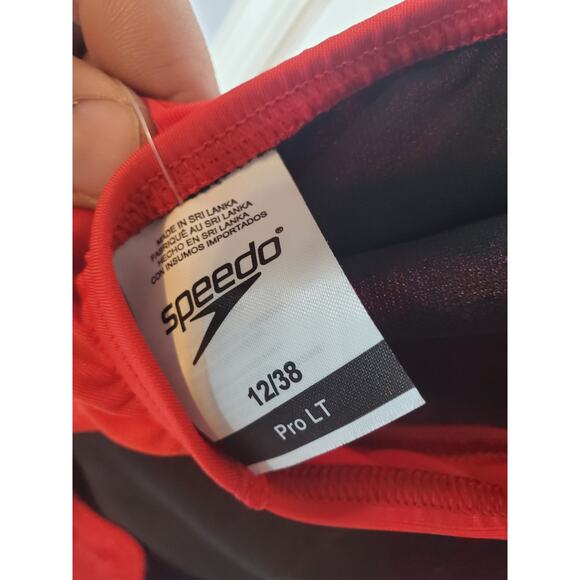 MADE IN SRI LANKA
FABRIQUÉ AU SRI LANKA
HECHO EN SRI LANKA
CON INSUMOS IMPORTADOS
speedo®
12/38
Pro LT